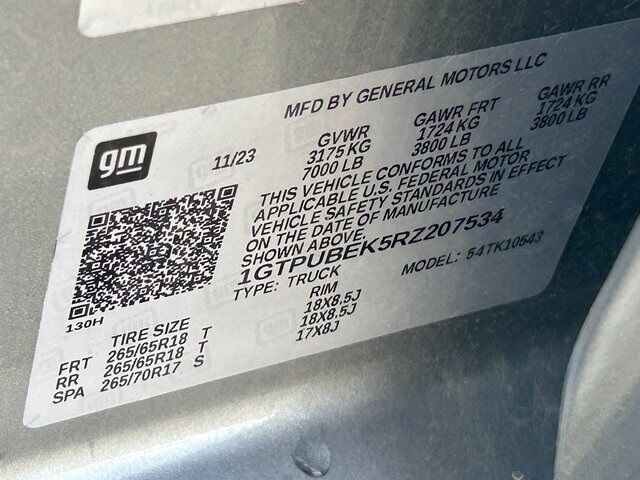 MFD BY GENERAL MOTORS LLC
gm
11/23
GVWR GAWR FRT GAWR RR
3175 KG 1724 KG 1724 KG
7000 LB 3800 LB 3800 LB
THIS VEHICLE CONFORMS TO ALL
APPLICABLE U.S. FEDERAL MOTOR
VEHICLE SAFETY STANDARDS IN EFFECT
ON THE DATE OF MANUFACTURE
SHOWN ABOVE.
1GTPUBEK5RZ207534
TYPE: TRUCK MODEL: 54TK10543
130H
TIRE SIZE RIM
FRT 265/65R18 T 18X8,5J
RR 265/65R18 T 18X8,5J
SPA 265/70R17 S 17X8J